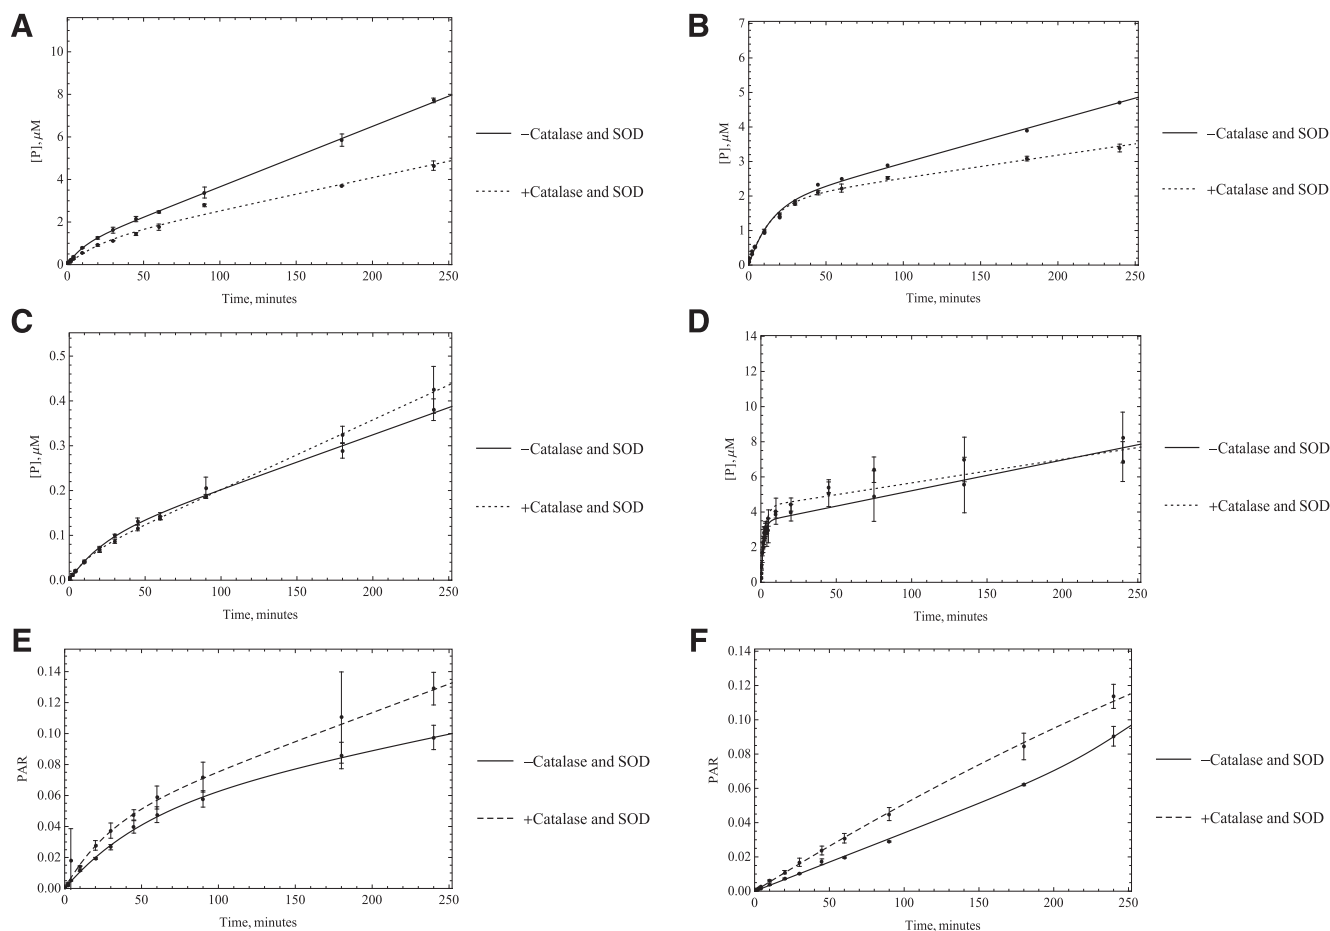 A
10
8
6
4
2
0
[P], μM
0 50 100 150 200 250
Time, minutes
–Catalase and SOD
+Catalase and SOD
B
7
6
5
4
3
2
1
0
[P], μM
0 50 100 150 200 250
Time, minutes
–Catalase and SOD
+Catalase and SOD
C
0.5
0.4
0.3
0.2
0.1
0.0
[P], μM
0 50 100 150 200 250
Time, minutes
–Catalase and SOD
+Catalase and SOD
D
14
12
10
8
6
4
2
0
[P], μM
0 50 100 150 200 250
Time, minutes
–Catalase and SOD
+Catalase and SOD
E
0.14
0.12
0.10
0.08
0.06
0.04
0.02
0.00
PAR
0 50 100 150 200 250
Time, minutes
–Catalase and SOD
+Catalase and SOD
F
0.14
0.12
0.10
0.08
0.06
0.04
0.02
0.00
PAR
0 50 100 150 200 250
Time, minutes
–Catalase and SOD
+Catalase and SOD